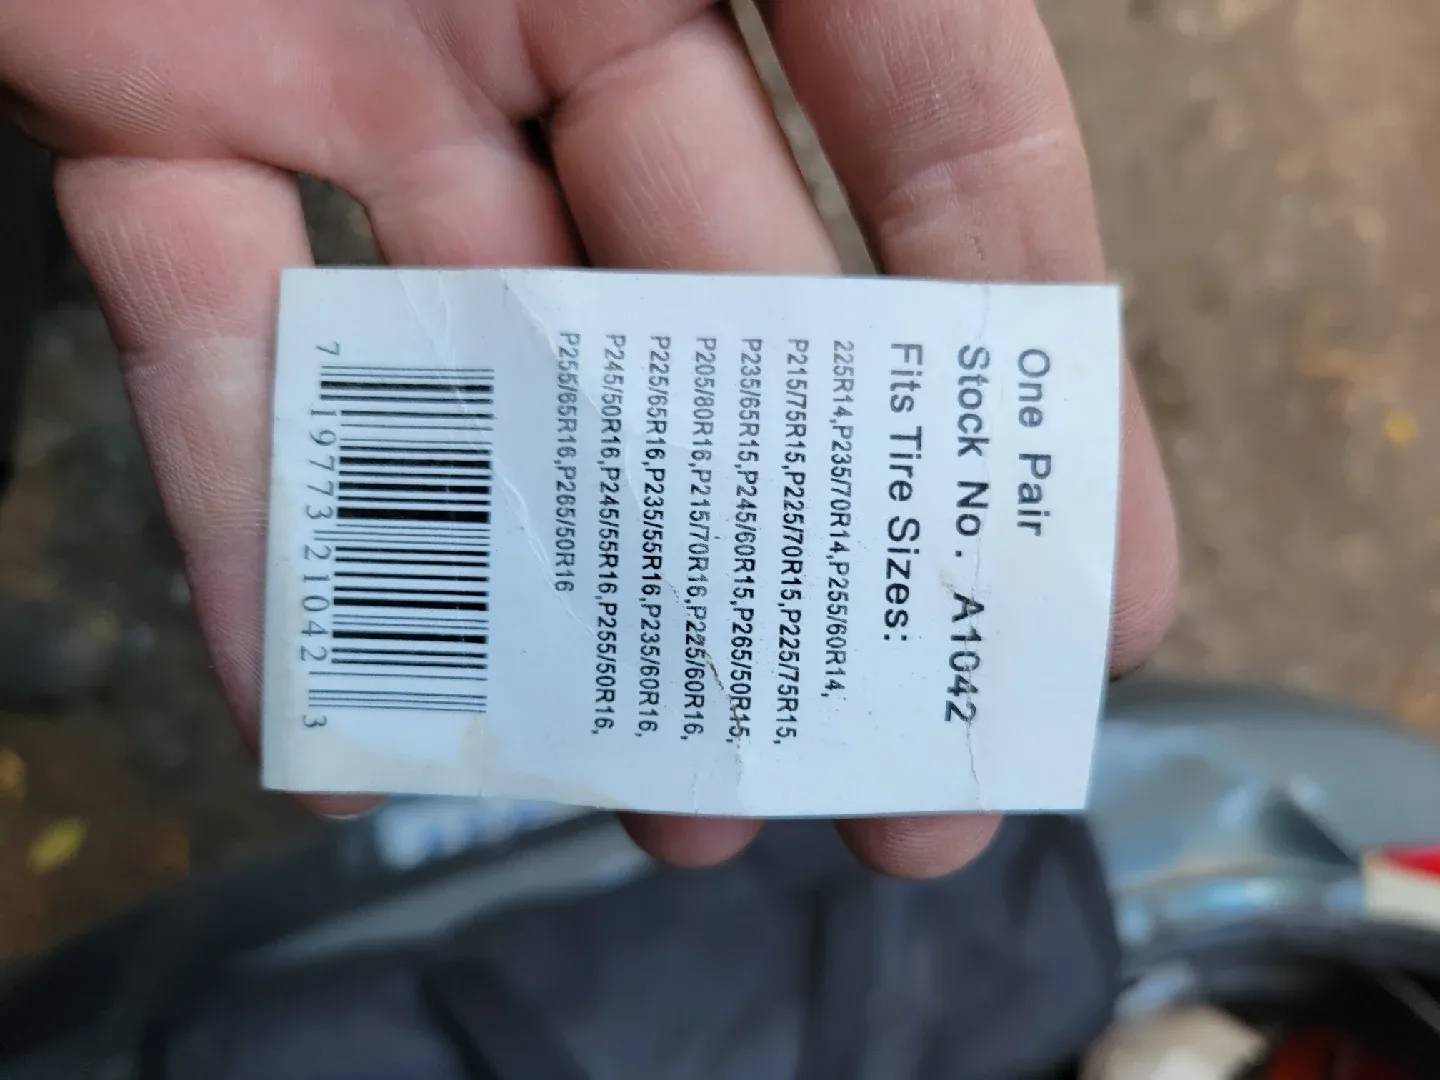 One Pair
Stock No. A1042
Fits Tire Sizes:
225R14,P235/70R14,P255/60R14,
P215/75R15,P225/70R15,P225/75R15,
P235/65R15,P245/60R15,P265/50R15,
P205/80R16,P215/70R16,P225/60R16,
P225/65R16,P235/55R16,P235/60R16,
P245/50R16,P245/55R16,P255/50R16,
P255/65R16,P265/50R16
7 19773 21042 3